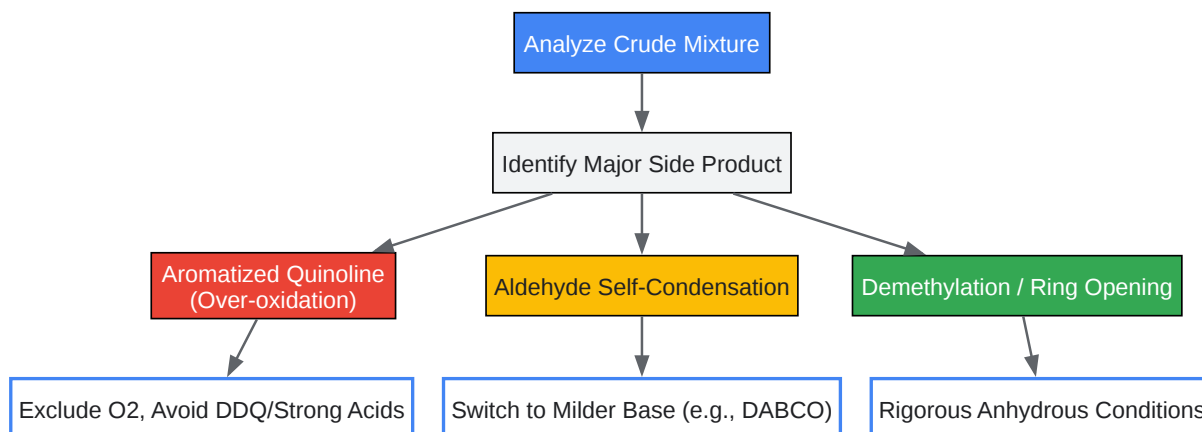 Analyze Crude Mixture
Identify Major Side Product
Aromatized Quinoline
(Over-oxidation)
Aldehyde Self-Condensation
Demethylation / Ring Opening
Exclude O2, Avoid DDQ/Strong Acids
Switch to Milder Base (e.g., DABCO)
Rigorous Anhydrous Conditions